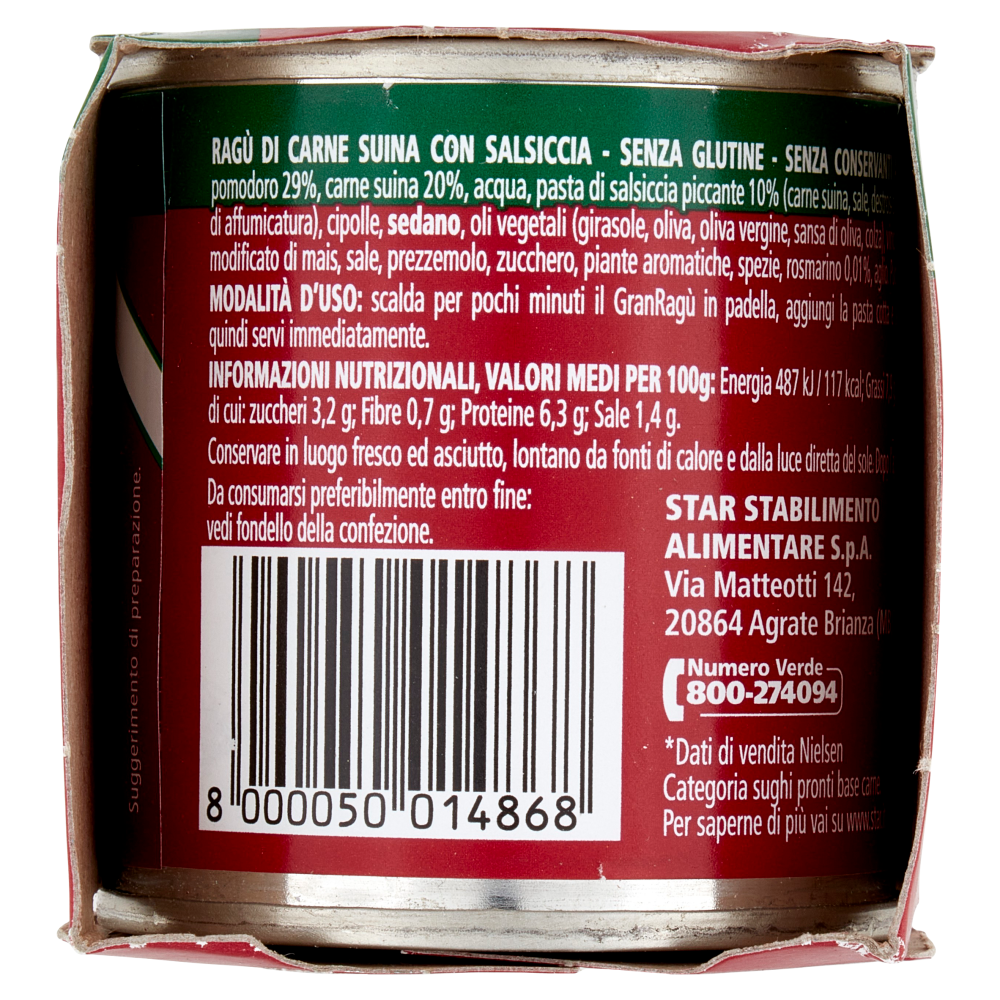 RAGÙ DI CARNE SUINA CON SALSICCIA - SENZA GLUTINE - SENZA
pomodoro 29%, carne suina 20%, acqua, pasta di salsiccia piccante 10% (carne suina, sale,
di affumicatura), cipolle, sedano, oli vegetali (girasole, oliva, oliva vergine, sansa di oliva, colza,
modificato di mais, sale, prezzemolo, zucchero, piante aromatiche, spezie, rosmarino 0,01%,
MODALITÀ D'USO: scalda per pochi minuti il GranRagù in padella, aggiungi la pasta cotta
quindi servi immediatamente.
INFORMAZIONI NUTRIZIONALI, VALORI MEDI PER 100g: Energia 487 kJ / 117 kcal; Grassi
di cui: zuccheri 3,2 g; Fibre 0,7 g; Proteine 6,3 g; Sale 1,4 g.
Conservare in luogo fresco ed asciutto, lontano da fonti di calore e dalla luce diretta del sole.
Da consumarsi preferibilmente entro fine:
vedi fondello della confezione.
STAR STABILIMENTO
ALIMENTARE S.p.A.
Via Matteotti 142,
20864 Agrate Brianza
Numero Verde
800-274094
*Dati di vendita Nielsen
Categoria sughi pronti base carne
Per saperne di più vai su
8 000050 014868
Suggerimento di preparazione.